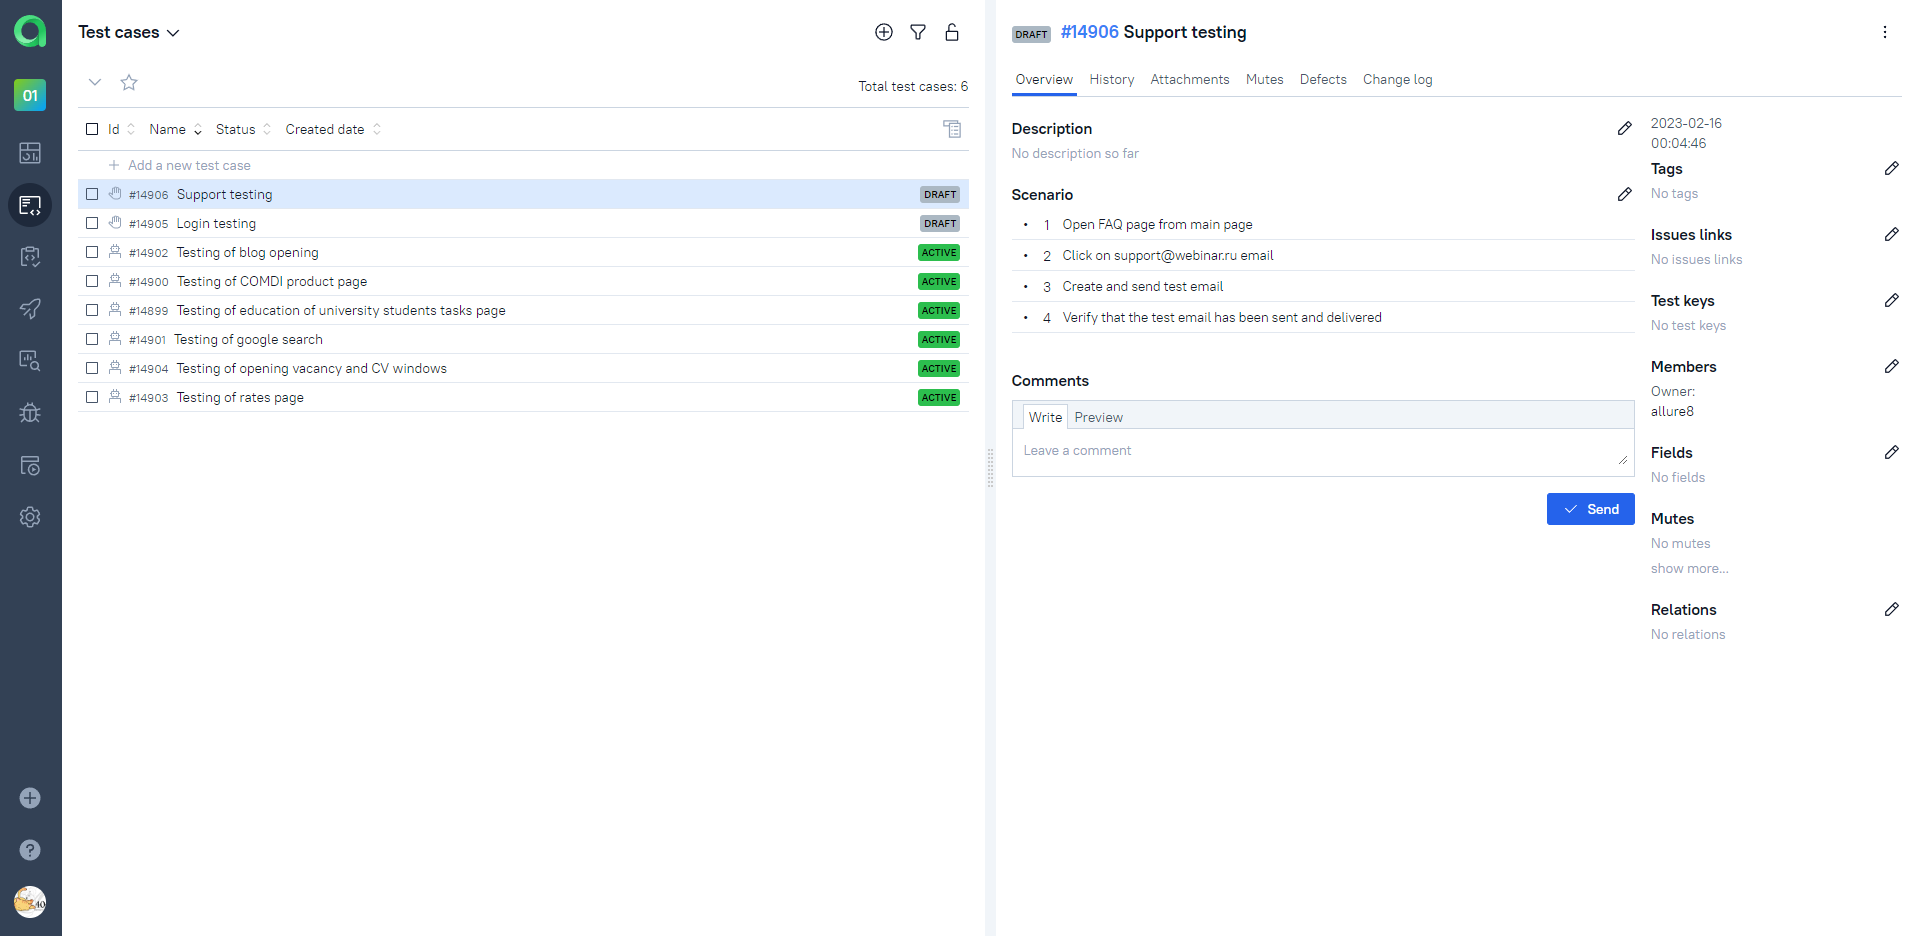 Test cases
01
Total test cases: 6
Id Name Status Created date
Add a new test case
#14906 Support testing DRAFT
#14905 Login testing DRAFT
#14902 Testing of blog opening ACTIVE
#14900 Testing of COMDI product page ACTIVE
#14899 Testing of education of university students tasks page ACTIVE
#14901 Testing of google search ACTIVE
#14904 Testing of opening vacancy and CV windows ACTIVE
#14903 Testing of rates page ACTIVE
DRAFT #14906 Support testing
Overview History Attachments Mutes Defects Change log
Description
No description so far
Scenario
1 Open FAQ page from main page
2 Click on support@webinar.ru email
3 Create and send test email
4 Verify that the test email has been sent and delivered
Comments
Write Preview
Leave a comment
Send
2023-02-16
00:04:46
Tags
No tags
Issues links
No issues links
Test keys
No test keys
Members
Owner:
allure8
Fields
No fields
Mutes
No mutes
show more...
Relations
No relations